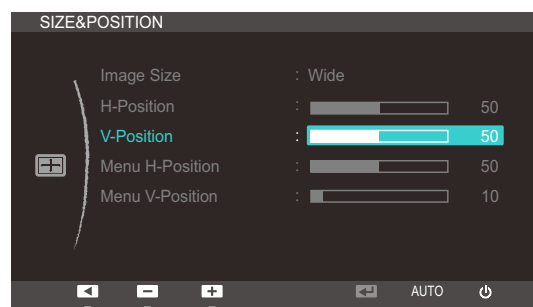 SIZE&POSITION
Image Size : Wide
H-Position : 50
V-Position : 50
Menu H-Position : 50
Menu V-Position : 10
AUTO